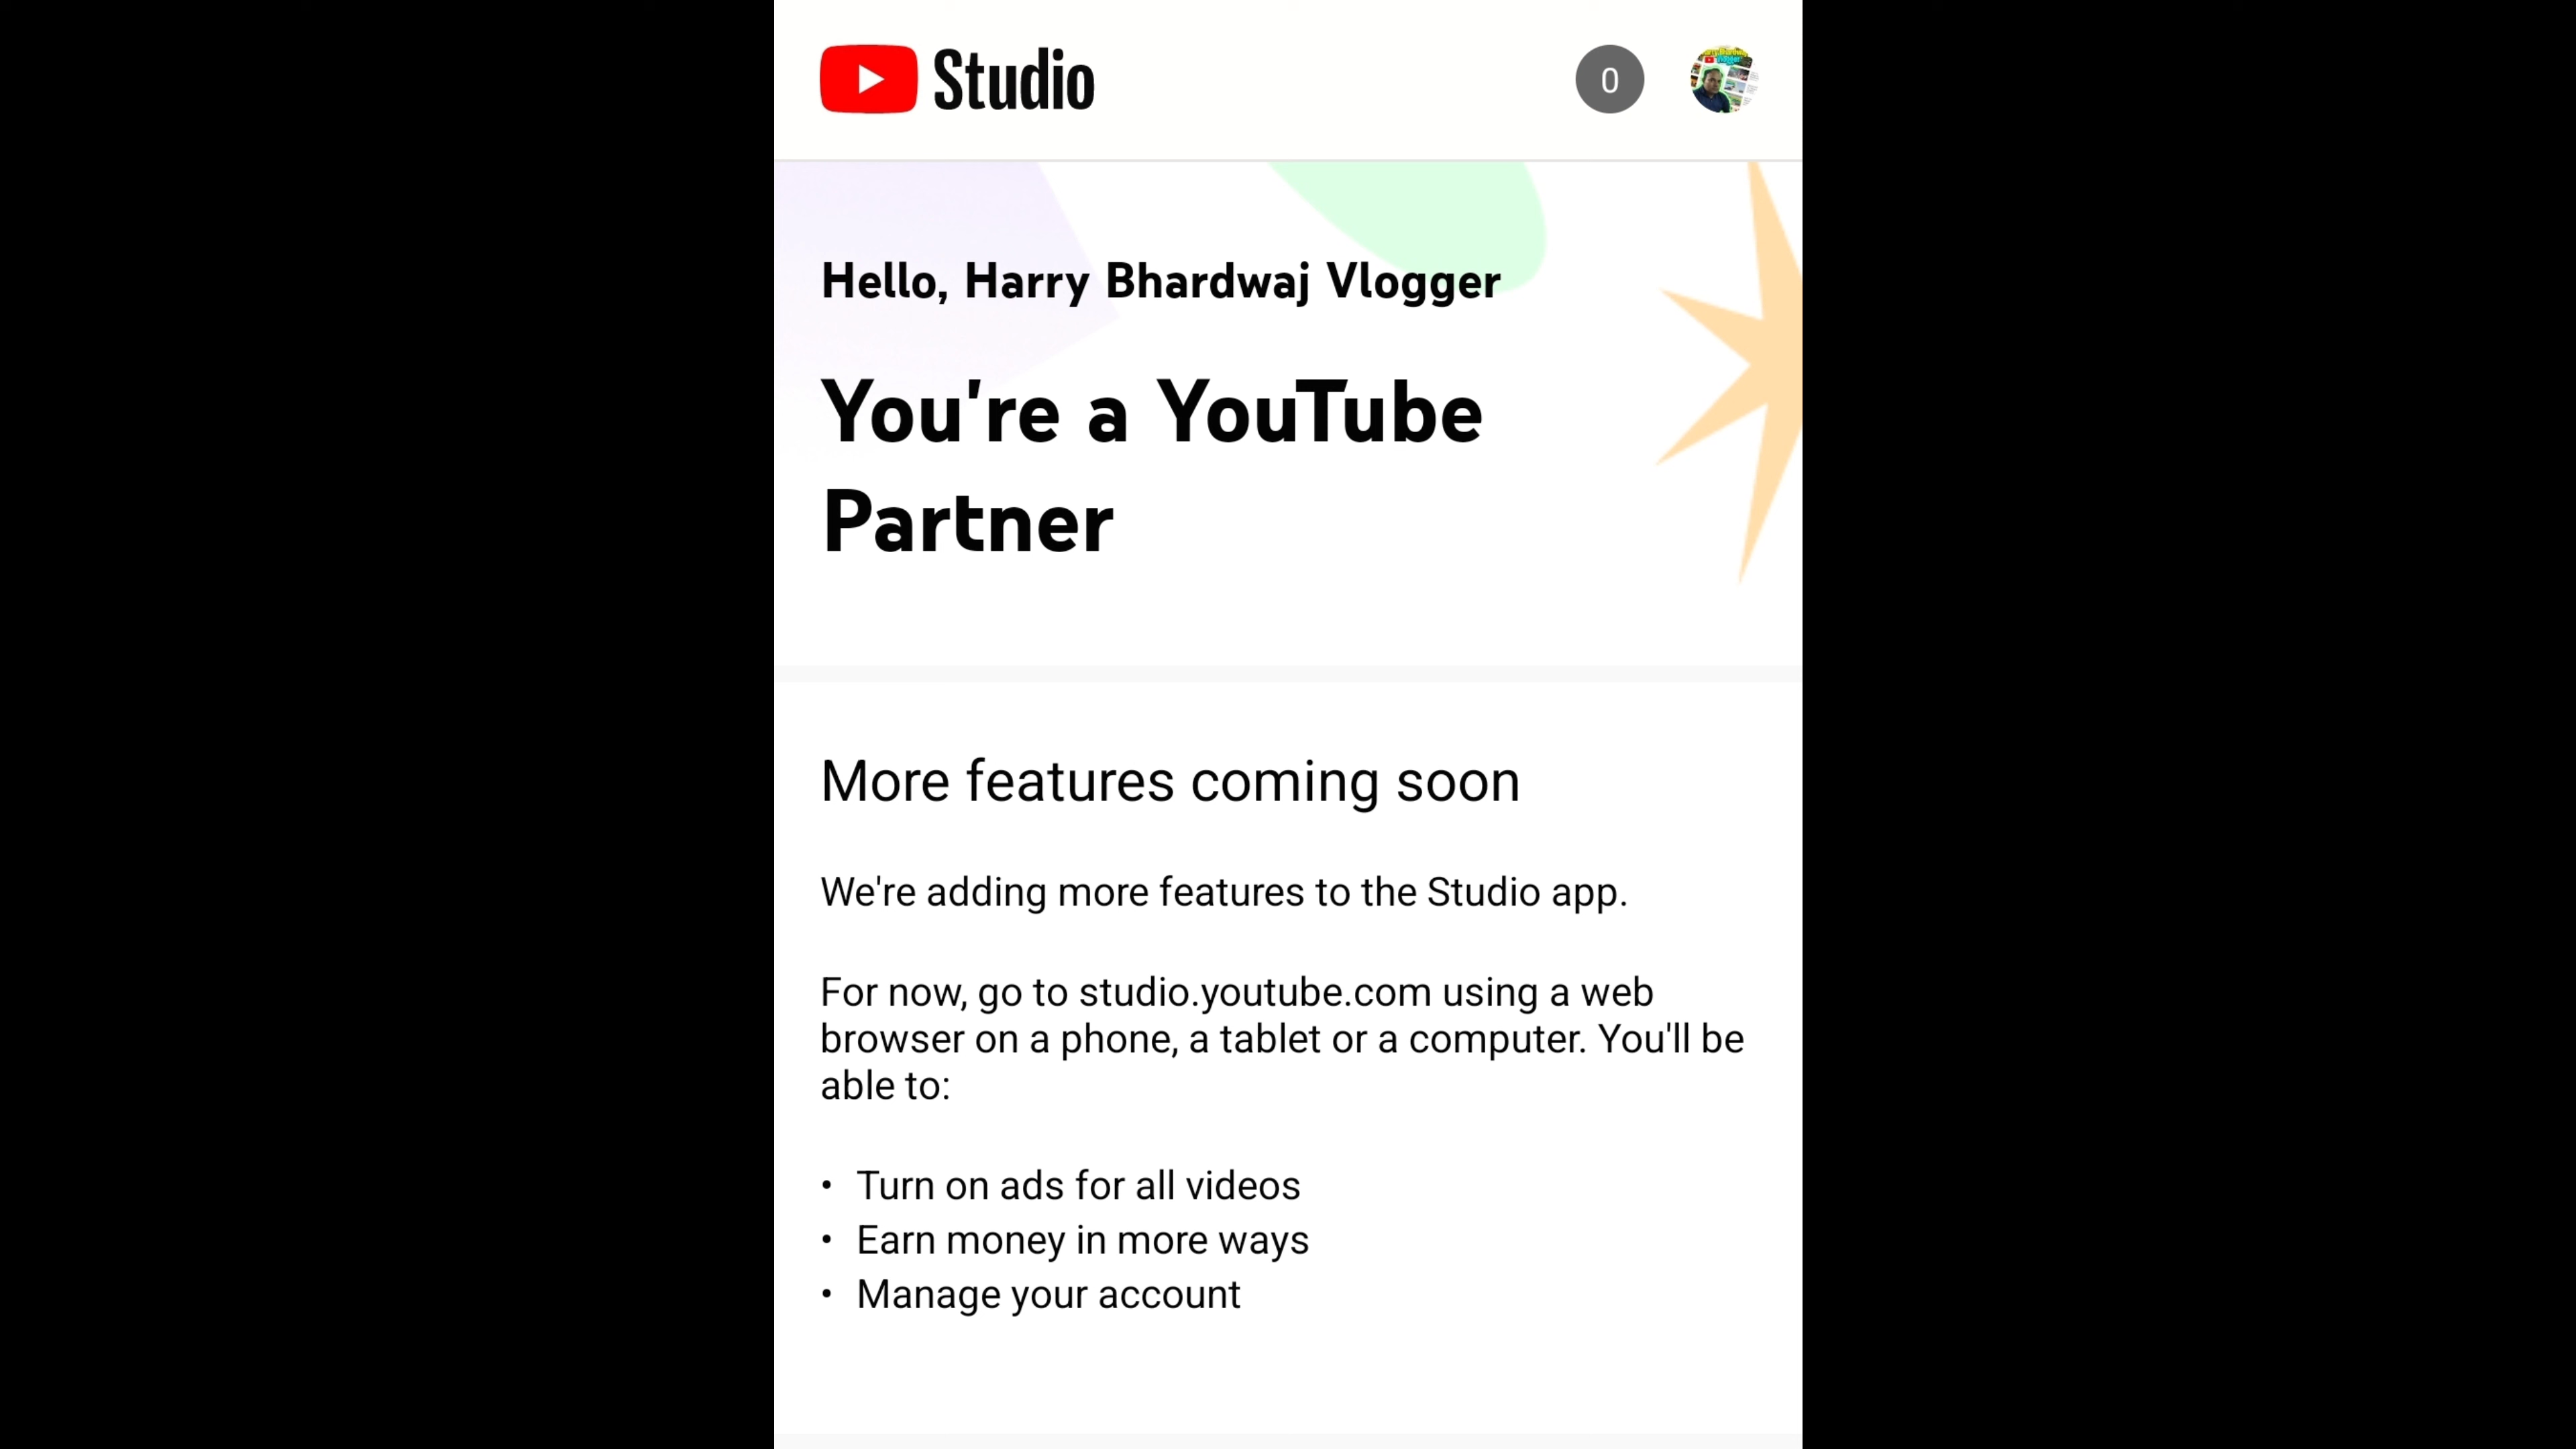 Studio
0
Hello, Harry Bhardwaj Vlogger
You're a YouTube
Partner
More features coming soon
We're adding more features to the Studio app.
For now, go to studio.youtube.com using a web
browser on a phone, a tablet or a computer. You'll be
able to:
• Turn on ads for all videos
• Earn money in more ways
• Manage your account